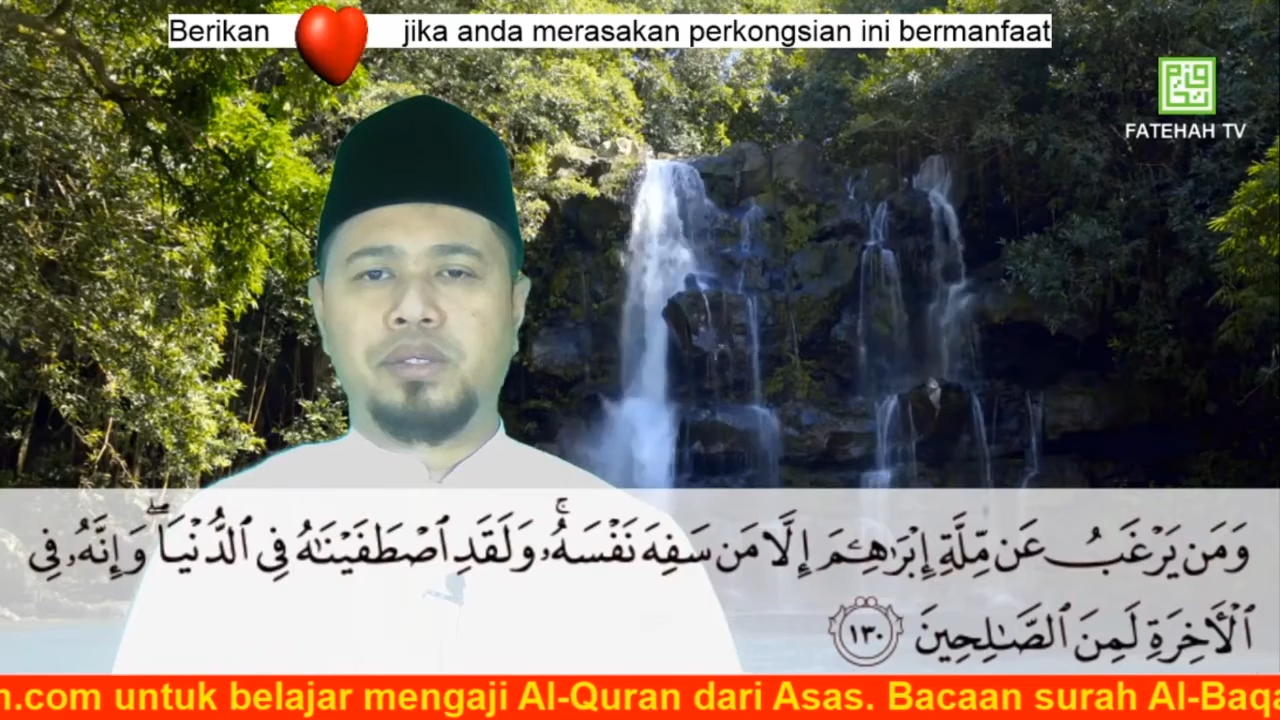 Berikan jika anda merasakan perkongsian ini bermanfaat
FATEHAH TV
وَمَن يَرْغَبُ عَن مِّلَّةِ إِبْرَٰهِـۧمَ إِلَّا مَن سَفِهَ نَفْسَهُۥ ۚ وَلَقَدِ ٱصْطَفَيْنَـٰهُ فِى ٱلدُّنْيَا ۖ وَإِنَّهُۥ فِى
ٱلْـَٔاخِرَةِ لَمِنَ ٱلصَّـٰلِحِينَ ١٣٠
n.com untuk belajar mengaji Al-Quran dari Asas. Bacaan surah Al-Baqa